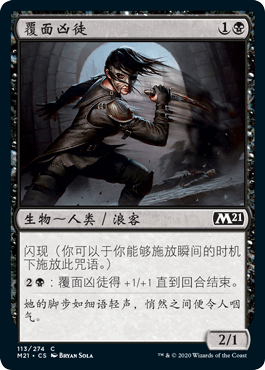 覆面凶徒 1
生物~人类 / 浪客 M21
闪现（你可以于你能够施放瞬间的时机
下施放此咒语。）
2：覆面凶徒得 +1/+1 直到回合结束。
她的脚步如细语轻声，悄然之间便令人咽
气。
2/1
113/274 C
M21 • CS BRYAN SOLA
™ & © 2020 Wizards of the Coast